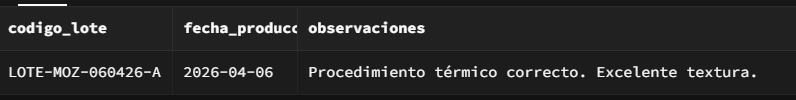 codigo_lote fecha_producc observaciones
LOTE-MOZ-060426-A 2026-04-06 Procedimiento térmico correcto. Excelente textura.